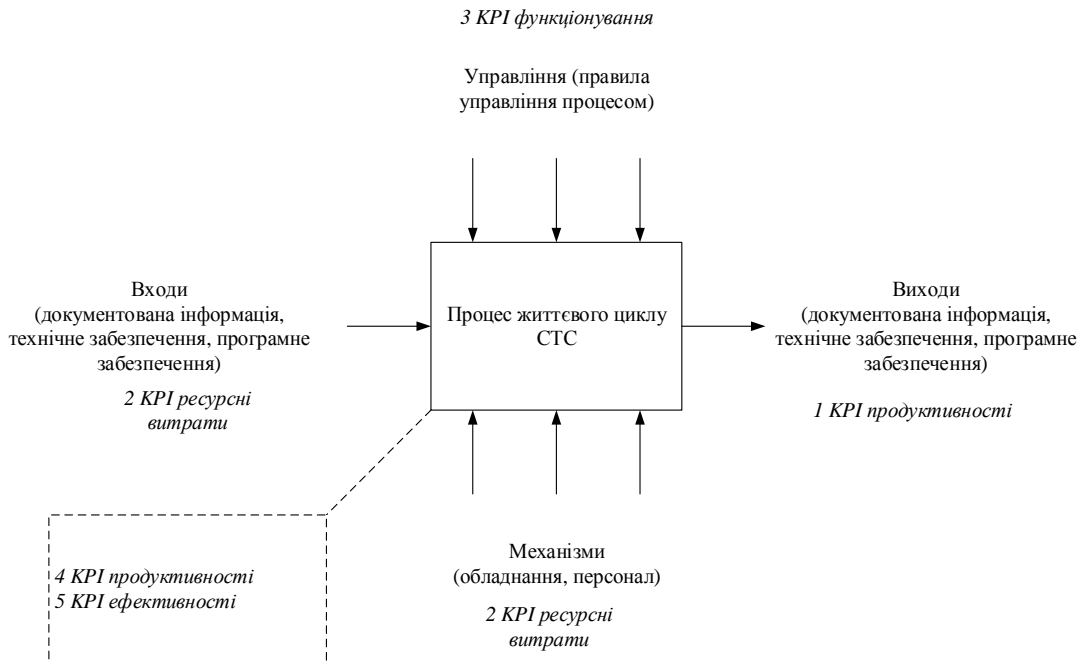 3 KPI функціонування
Управління (правила
управління процесом)
Входи
(документована інформація,
технічне забезпечення, програмне
забезпечення)
2 KPI ресурсні
витрати
Процес життєвого циклу
СТС
Виходи
(документована інформація,
технічне забезпечення, програмне
забезпечення)
1 KPI продуктивності
4 KPI продуктивності
5 KPI ефективності
Механізми
(обладнання, персонал)
2 KPI ресурсні
витрати